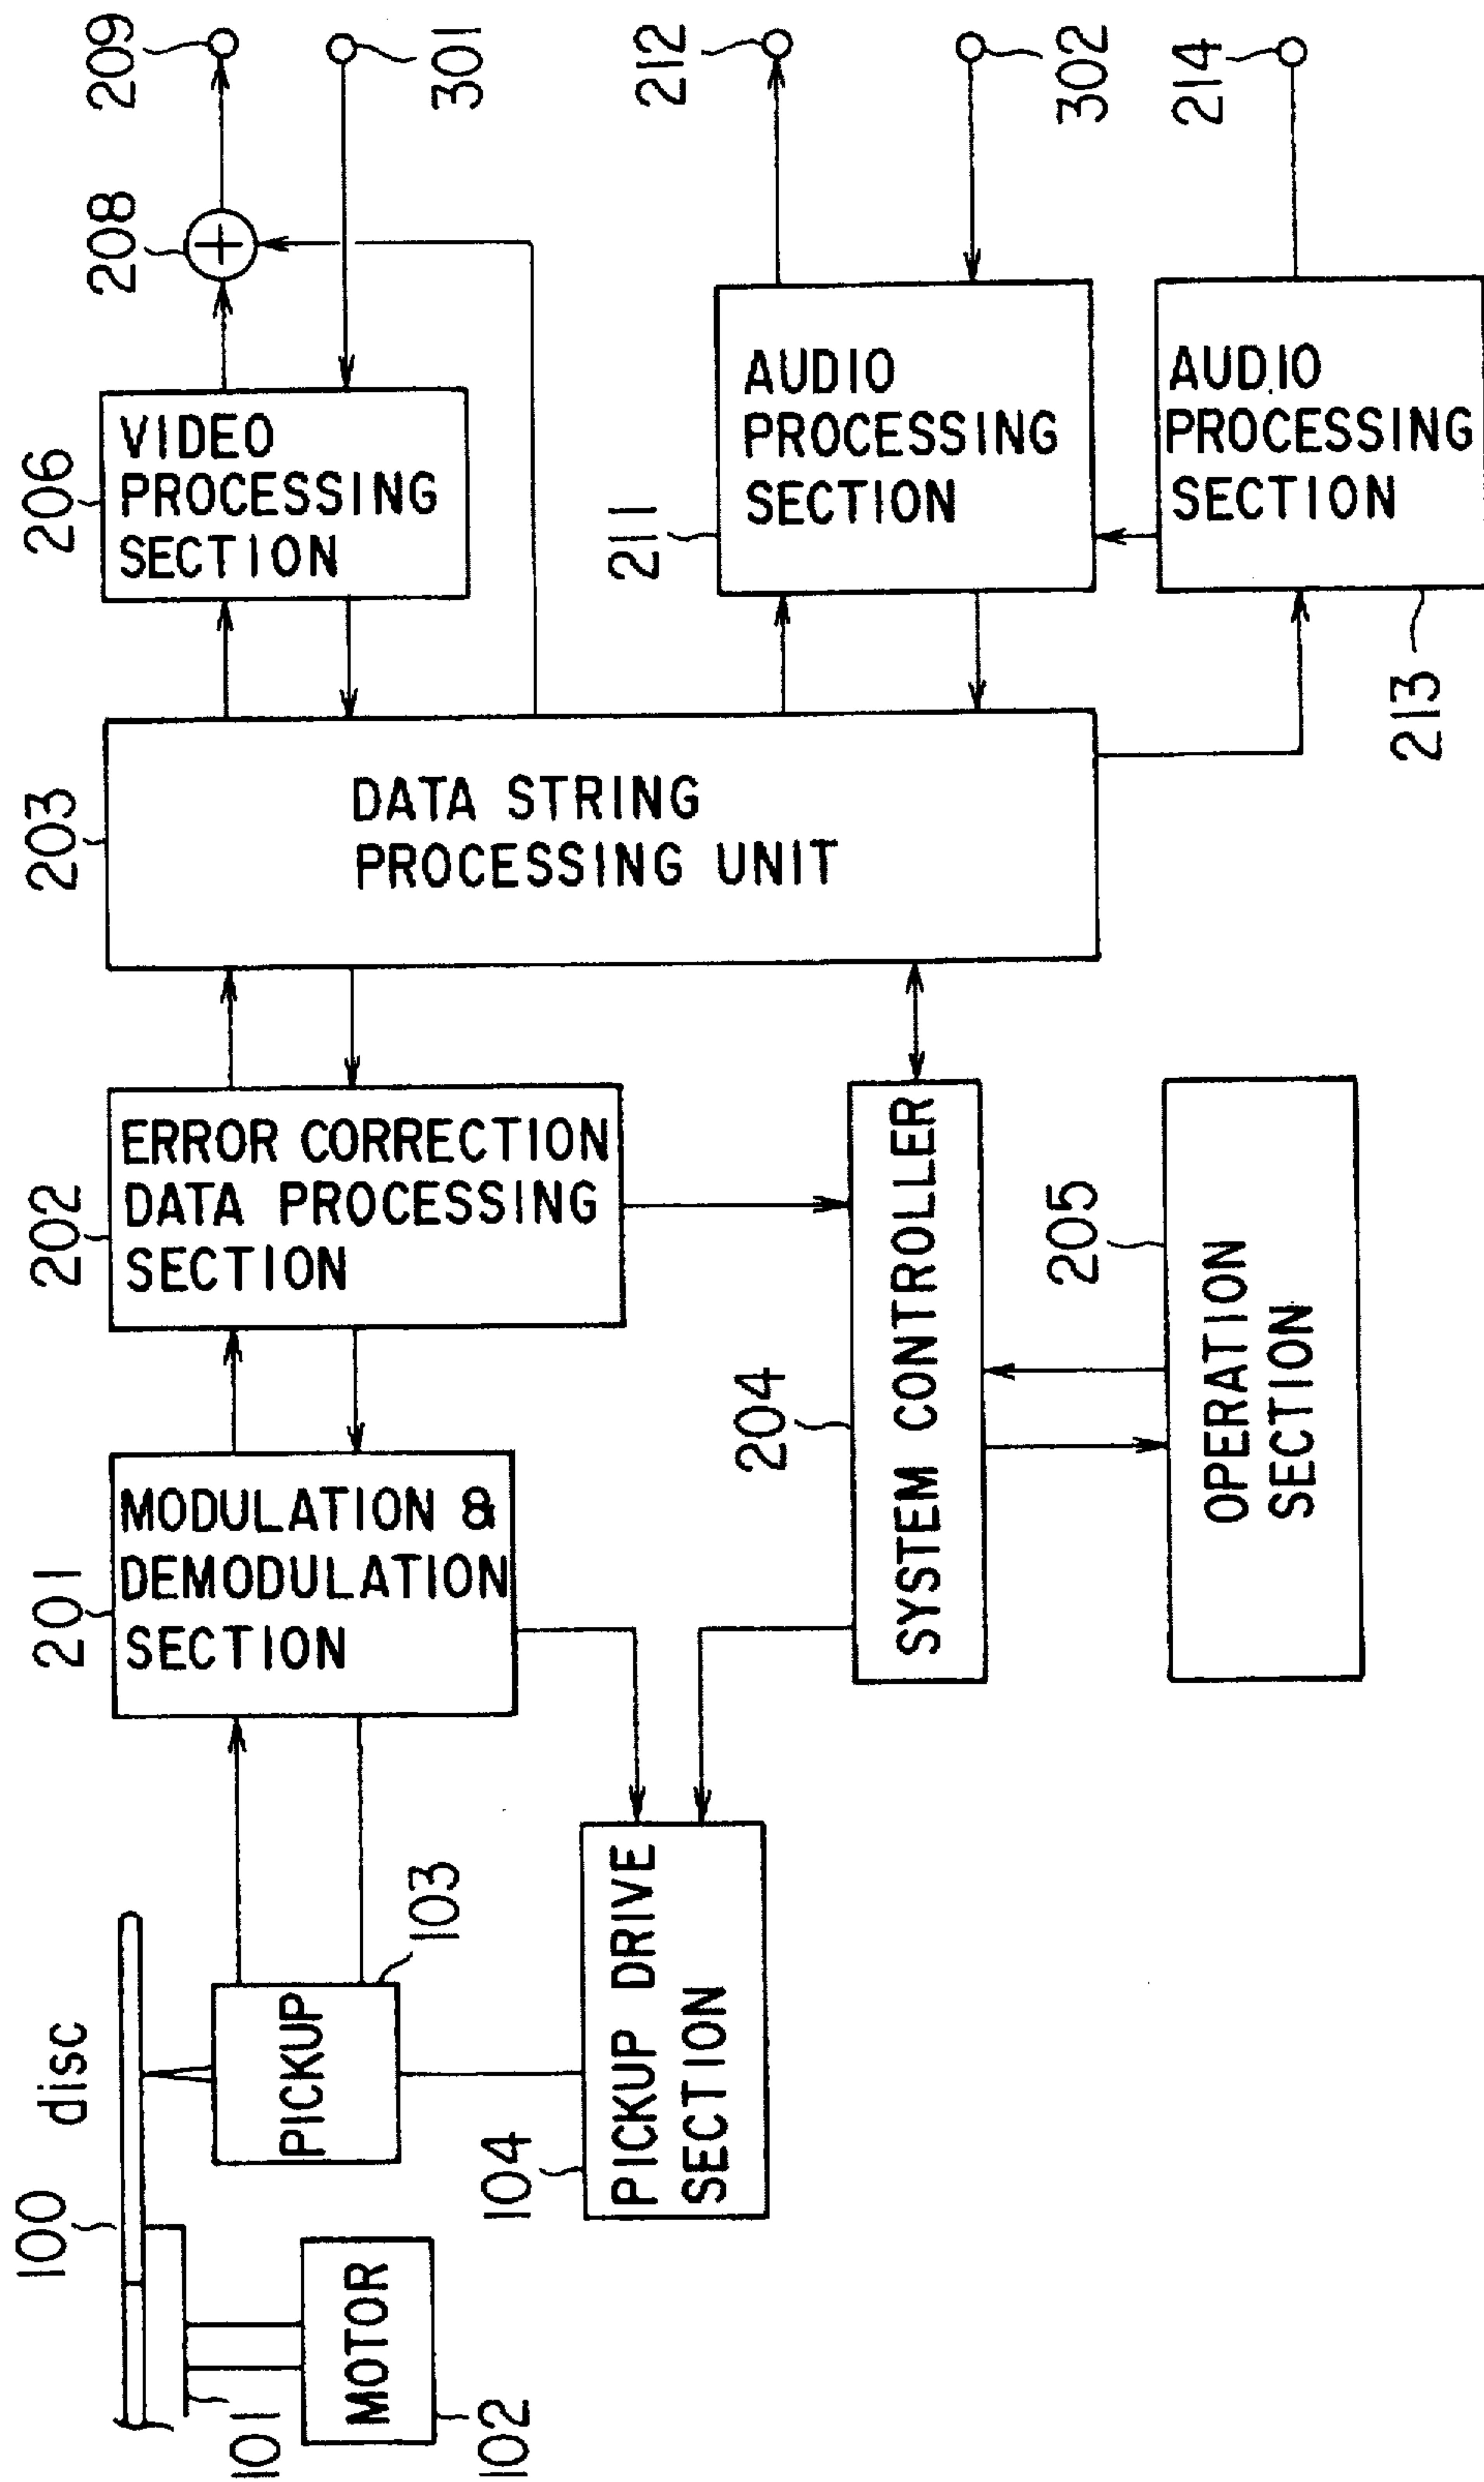 disc
100
101
MOTOR
102
PICKUP
103
104
PICKUP DRIVE
SECTION
201
MODULATION &
DEMODULATION
SECTION
202
ERROR CORRECTION
DATA PROCESSING
SECTION
204
SYSTEM CONTROLLER
205
OPERATION
SECTION
203
DATA STRING
PROCESSING UNIT
206
VIDEO
PROCESSING
SECTION
208
209
301
211
AUDIO
PROCESSING
SECTION
212
302
213
AUDIO
PROCESSING
SECTION
214